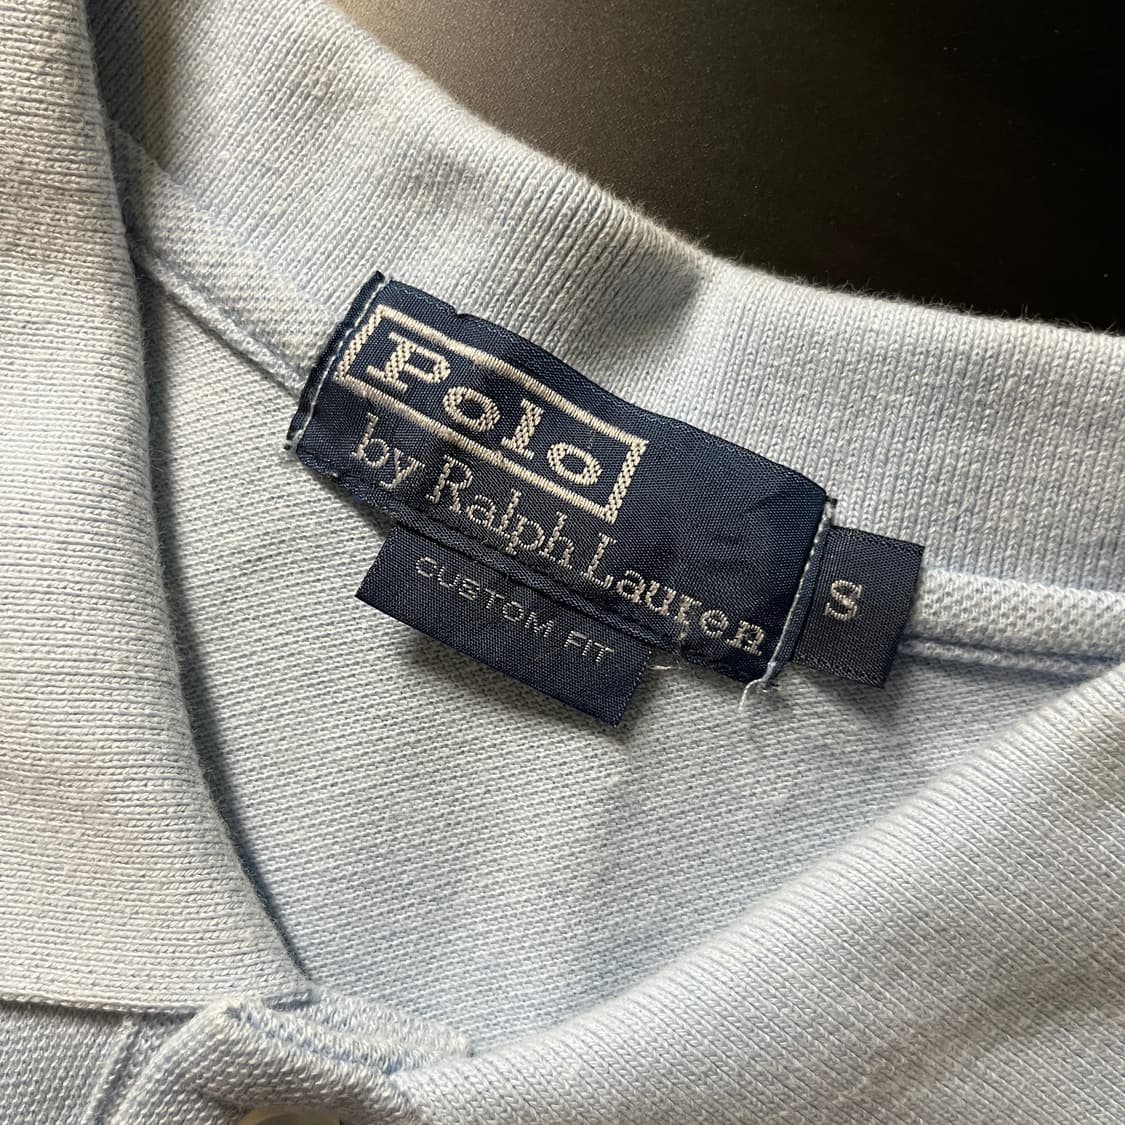 Polo
by Ralph Lauren
S
CUSTOM FIT